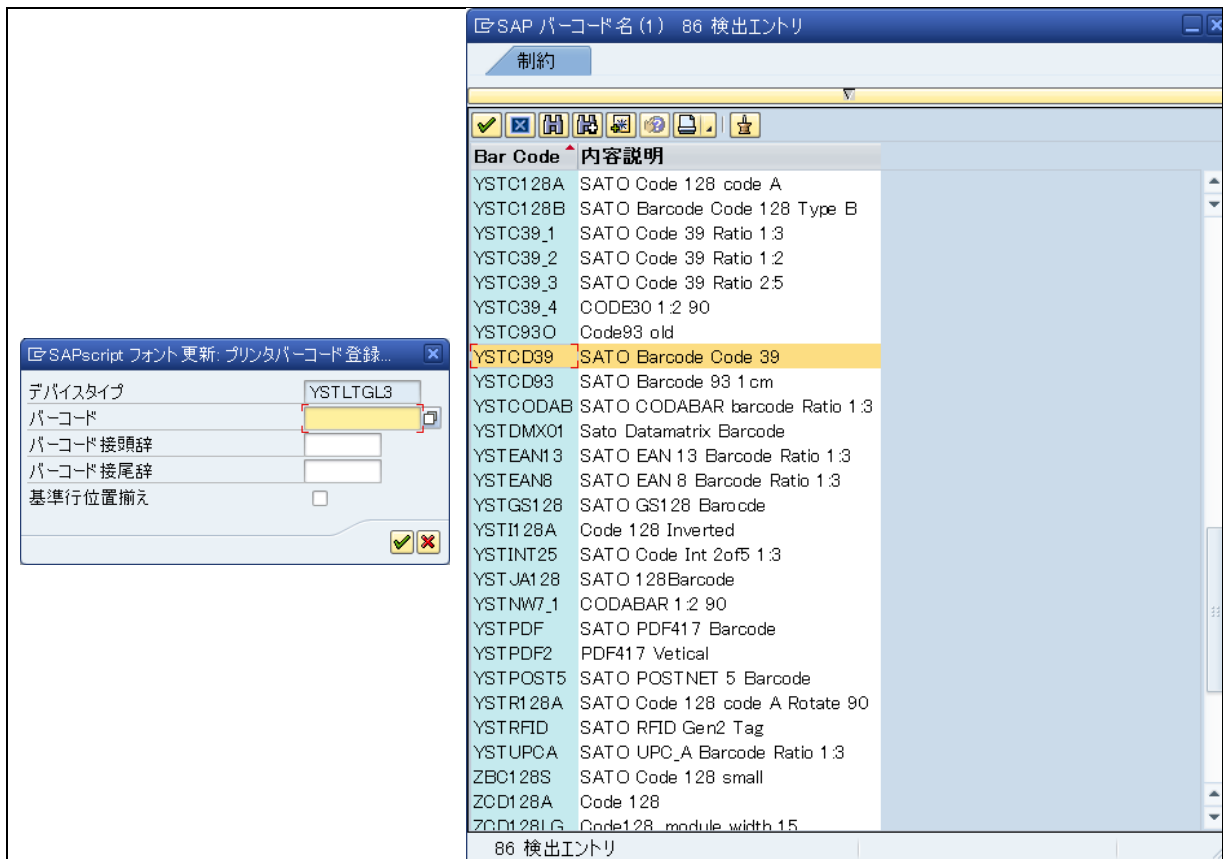 SAPscript フォント更新: プリンタバーコード登録...
デバイスタイプ YSTLTGL3
バーコード
バーコード接頭辞
バーコード接尾辞
基準行位置揃え
SAP バーコード名 (1) 86 検出エントリ
制約
Bar Code 内容説明
YSTC128A SATO Code 128 code A
YSTC128B SATO Barcode Code 128 Type B
YSTC39_1 SATO Code 39 Ratio 1:3
YSTC39_2 SATO Code 39 Ratio 1:2
YSTC39_3 SATO Code 39 Ratio 2:5
YSTC39_4 CODE30 1:2 90
YSTC93O Code93 old
YSTCD39 SATO Barcode Code 39
YSTCD93 SATO Barcode 93 1 cm
YSTCODAB SATO CODABAR barcode Ratio 1:3
YSTDMX01 Sato Datamatrix Barcode
YSTEAN13 SATO EAN 13 Barcode Ratio 1:3
YSTEAN8 SATO EAN 8 Barcode Ratio 1:3
YSTGS128 SATO GS128 Barocde
YSTI128A Code 128 Inverted
YSTINT25 SATO Code Int 2of5 1:3
YSTJA128 SATO 128Barcode
YSTNW7_1 CODABAR 1:2 90
YSTPDF SATO PDF417 Barcode
YSTPDF2 PDF417 Vetical
YSTPOST5 SATO POSTNET 5 Barcode
YSTR128A SATO Code 128 code A Rotate 90
YSTRFID SATO RFID Gen2 Tag
YSTUPCA SATO UPC_A Barcode Ratio 1:3
ZBC128S SATO Code 128 small
ZCD128A Code 128
ZCD128LG Code128, module width 15
86 検出エントリ